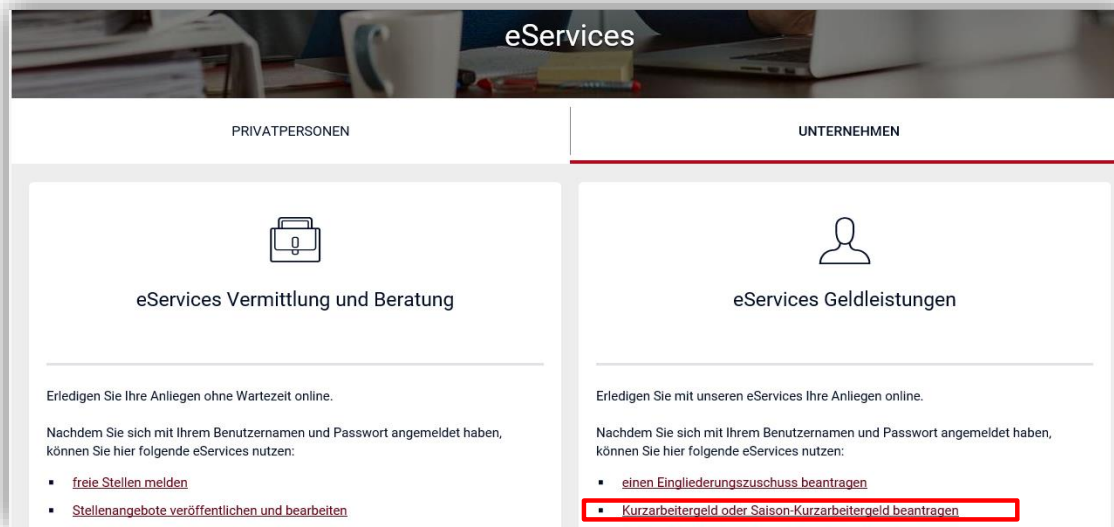 eServices
PRIVATPERSONEN
UNTERNEHMEN
eServices Vermittlung und Beratung
Erledigen Sie Ihre Anliegen ohne Wartezeit online.
Nachdem Sie sich mit Ihrem Benutzernamen und Passwort angemeldet haben,
können Sie hier folgende eServices nutzen:
▪ freie Stellen melden
▪ Stellenangebote veröffentlichen und bearbeiten
eServices Geldleistungen
Erledigen Sie mit unseren eServices Ihre Anliegen online.
Nachdem Sie sich mit Ihrem Benutzernamen und Passwort angemeldet haben,
können Sie hier folgende eServices nutzen:
▪ einen Eingliederungszuschuss beantragen
▪ Kurzarbeitergeld oder Saison-Kurzarbeitergeld beantragen